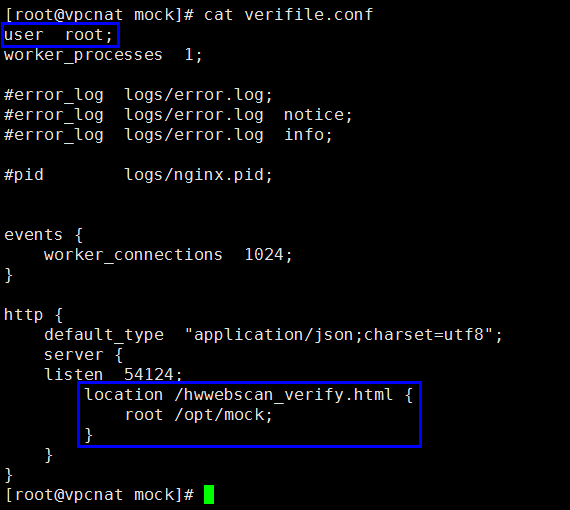 [root@vpcnat mock]# cat verifile.conf
user  root;
worker_processes  1;
#error_log  logs/error.log;
#error_log  logs/error.log  notice;
#error_log  logs/error.log  info;
#pid        logs/nginx.pid;
events {
    worker_connections  1024;
}
http {
    default_type  "application/json;charset=utf8";
    server {
    listen  54124;
        location /hwwebscan_verify.html {
            root /opt/mock;
        }
    }
}
[root@vpcnat mock]#